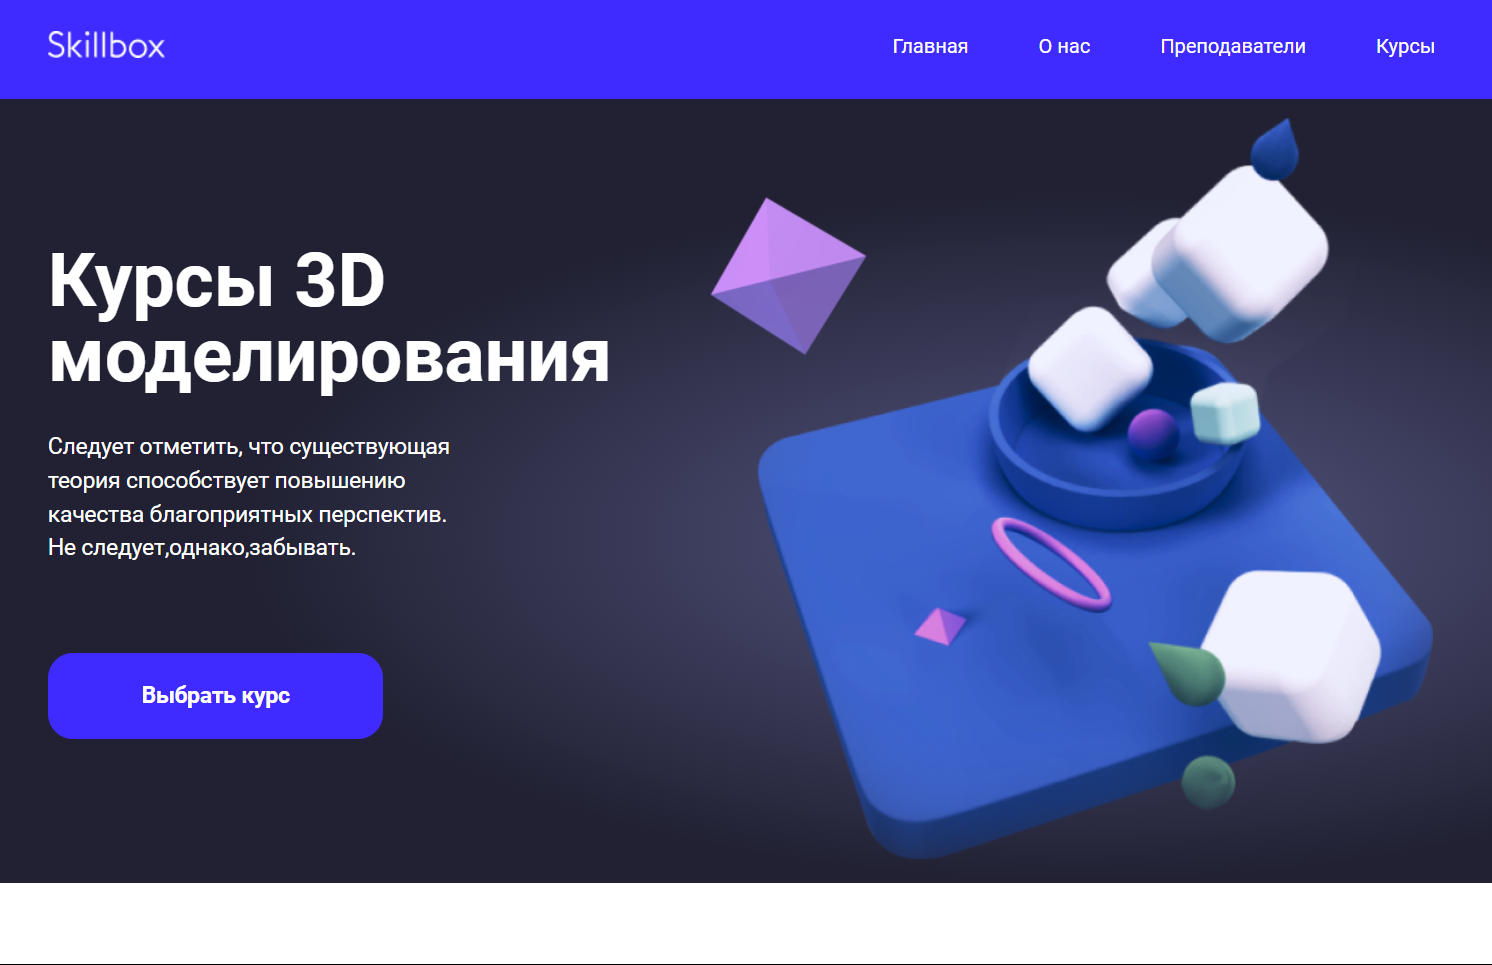 Skillbox
Главная О нас Преподаватели Курсы
Курсы 3D
моделирования
Следует отметить, что существующая
теория способствует повышению
качества благоприятных перспектив.
Не следует,однако,забывать.
Выбрать курс